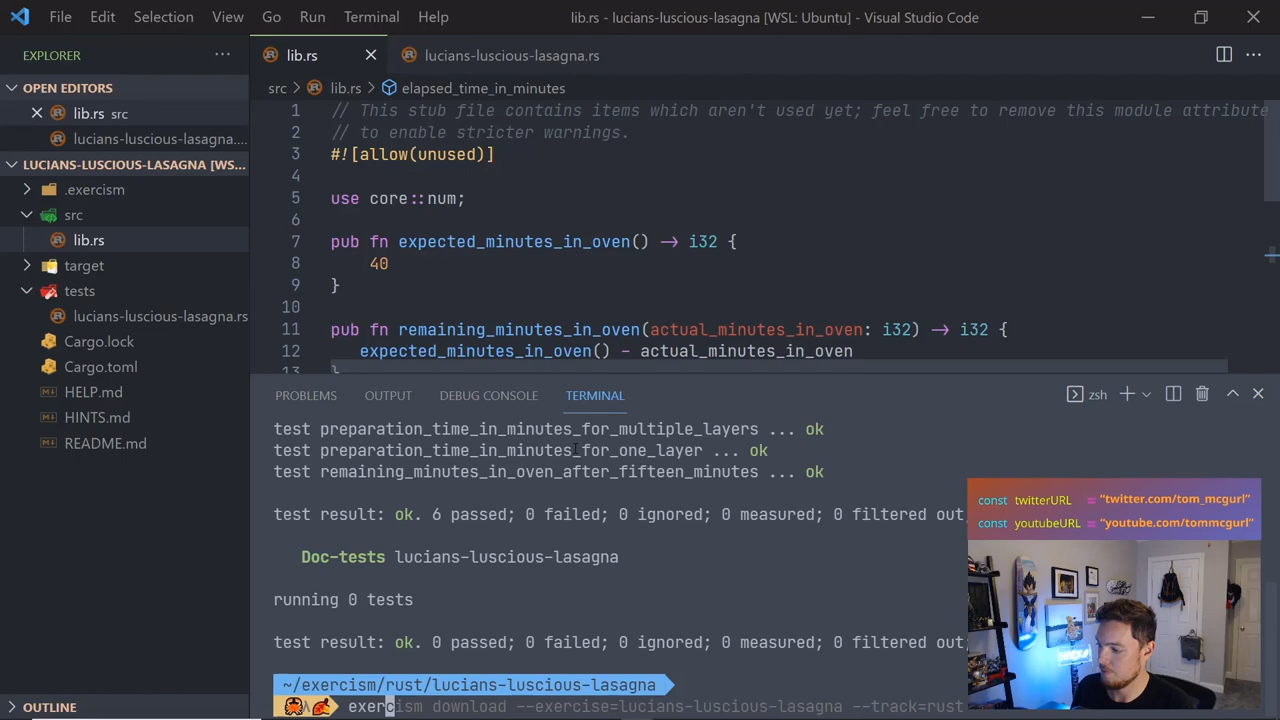 File Edit Selection View Go Run Terminal Help lib.rs - lucians-luscious-lasagna [WSL: Ubuntu] - Visual Studio Code
EXPLORER ...
lib.rs lucians-luscious-lasagna.rs ...
OPEN EDITORS
lib.rs src
lucians-luscious-lasagna....
LUCIANS-LUSCIOUS-LASAGNA [WS...
.exercism
src
lib.rs
target
tests
lucians-luscious-lasagna.rs
Cargo.lock
Cargo.toml
HELP.md
HINTS.md
README.md
OUTLINE
src > lib.rs > elapsed_time_in_minutes
1 // This stub file contains items which aren't used yet; feel free to remove this module attribute
2 // to enable stricter warnings.
3 #![allow(unused)]
4
5 use core::num;
6
7 pub fn expected_minutes_in_oven() -> i32 {
8 40
9 }
10
11 pub fn remaining_minutes_in_oven(actual_minutes_in_oven: i32) -> i32 {
12 expected_minutes_in_oven() - actual_minutes_in_oven
13 }
PROBLEMS OUTPUT DEBUG CONSOLE TERMINAL zsh
test preparation_time_in_minutes_for_multiple_layers ... ok
test preparation_time_in_minutes_for_one_layer ... ok
test remaining_minutes_in_oven_after_fifteen_minutes ... ok
test result: ok. 6 passed; 0 failed; 0 ignored; 0 measured; 0 filtered out,
Doc-tests lucians-luscious-lasagna
running 0 tests
test result: ok. 0 passed; 0 failed; 0 ignored; 0 measured; 0 filtered out,
~/exercism/rust/lucians-luscious-lasagna
λ exercism download --exercise=lucians-luscious-lasagna --track=rust
const twitterURL = "twitter.com/tom_mcgurl"
const youtubeURL = "youtube.com/tommcgurl"